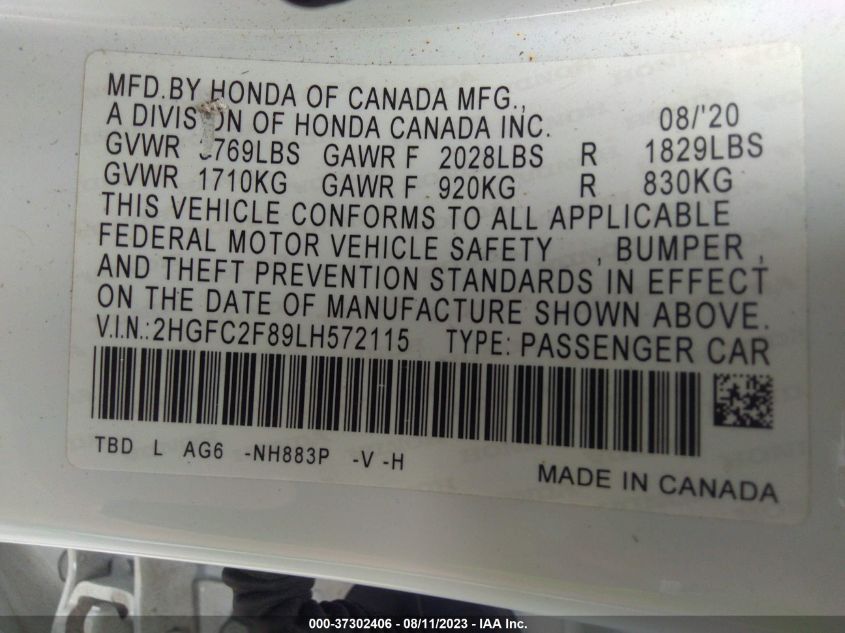 MFD.BY HONDA OF CANADA MFG.,
A DIVISION OF HONDA CANADA INC. 08/'20
GVWR 3769LBS GAWR F 2028LBS R 1829LBS
GVWR 1710KG GAWR F 920KG R 830KG
THIS VEHICLE CONFORMS TO ALL APPLICABLE
FEDERAL MOTOR VEHICLE SAFETY , BUMPER ,
AND THEFT PREVENTION STANDARDS IN EFFECT
ON THE DATE OF MANUFACTURE SHOWN ABOVE.
V.I.N.:2HGFC2F89LH572115 TYPE: PASSENGER CAR
TBD L AG6 -NH883P -V -H
MADE IN CANADA
000-37302406 - 08/11/2023 - IAA Inc.